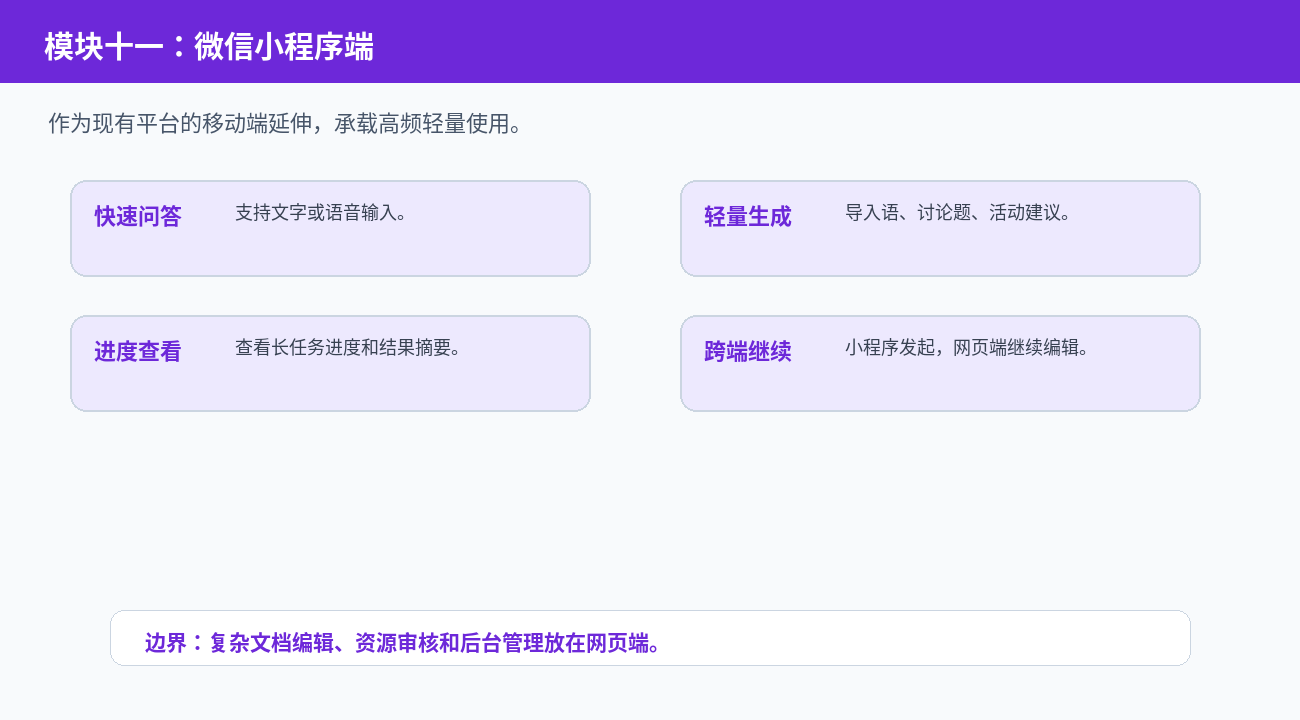 模块十一：微信小程序端
作为现有平台的移动端延伸，承载高频轻量使用。
快速问答 支持文字或语音输入。
轻量生成 导入语、讨论题、活动建议。
进度查看 查看长任务进度和结果摘要。
跨端继续 小程序发起，网页端继续编辑。
边界：复杂文档编辑、资源审核和后台管理放在网页端。